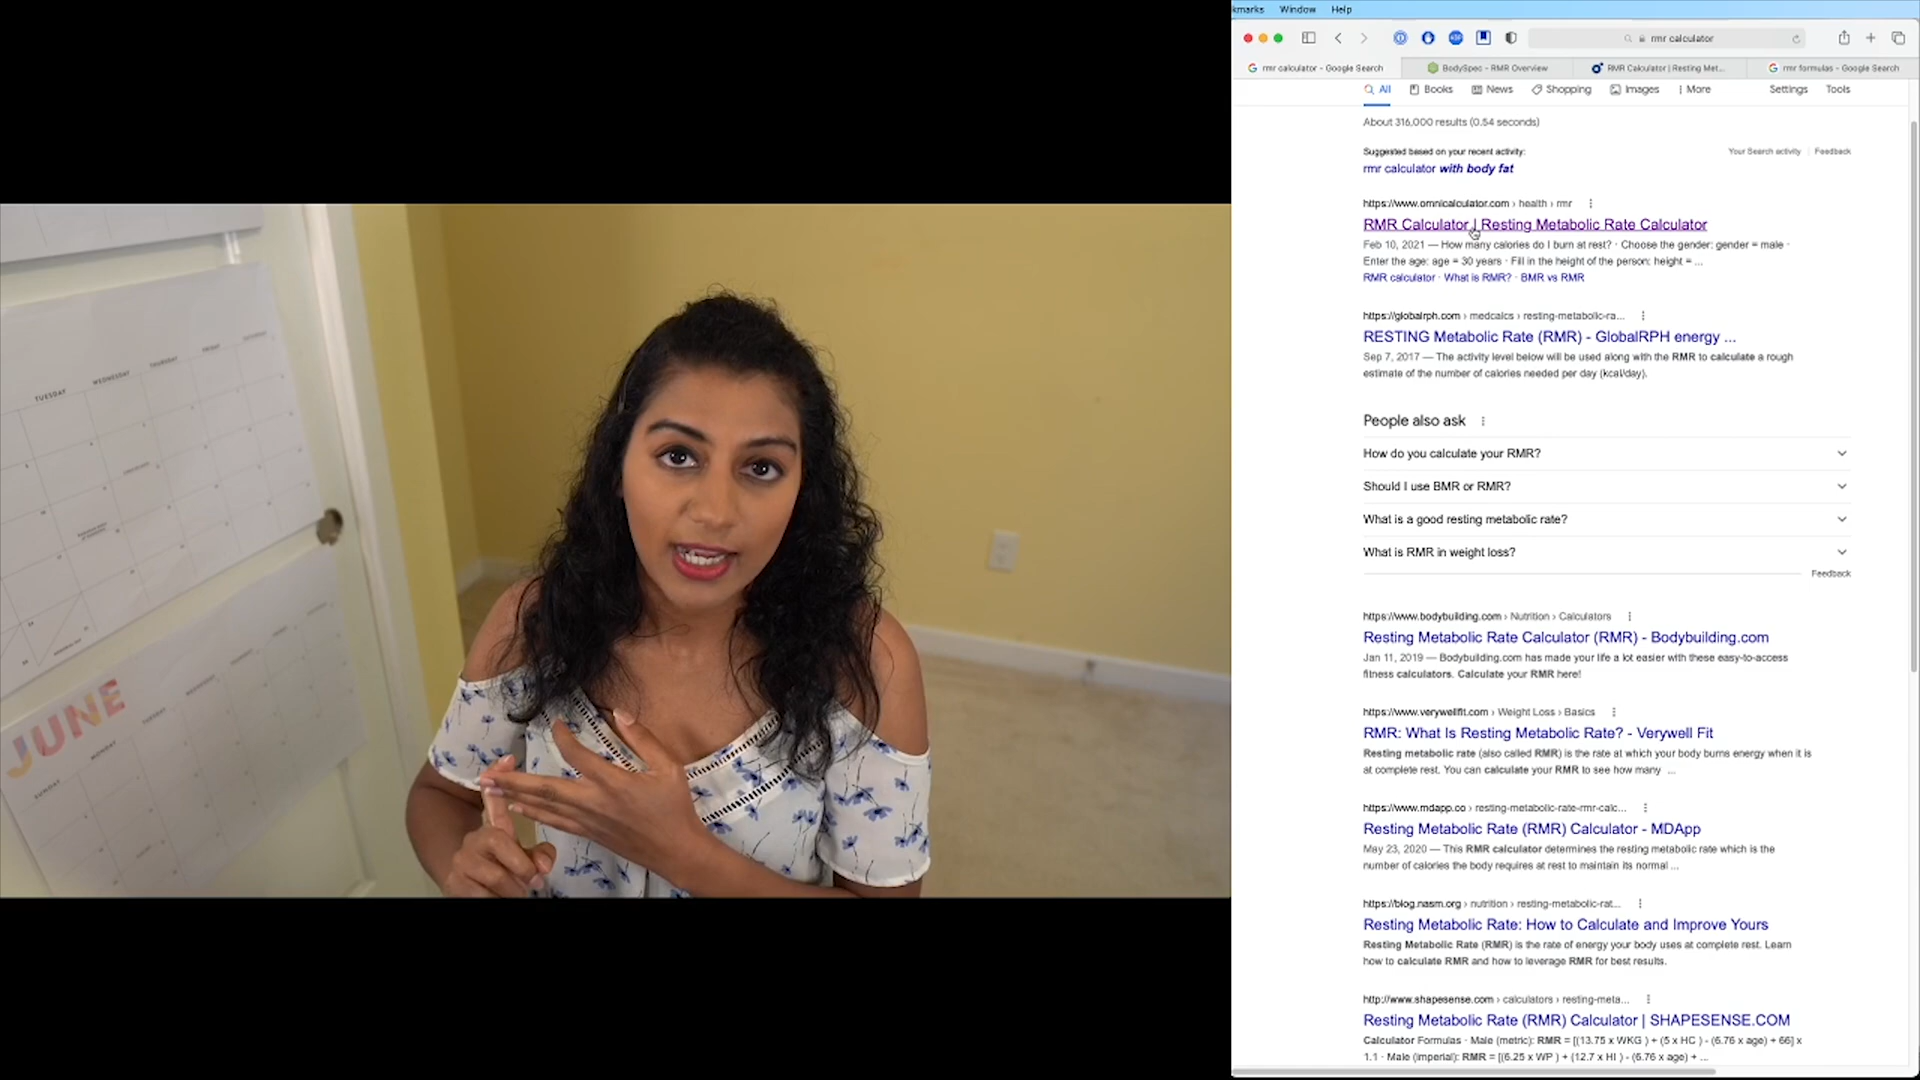 TUESDAY
WEDNESDAY
THURSDAY
FRIDAY
SATURDAY
JUNE
SUNDAY
MONDAY
TUESDAY
WEDNESDAY
kmarks Window Help
rmr calculator
rmr calculator - Google Search
BodySpec - RMR Overview
RMR Calculator | Resting Met...
rmr formulas - Google Search
All Books News Shopping Images More Settings Tools
About 316,000 results (0.54 seconds)
Suggested based on your recent activity: Your Search activity Feedback
rmr calculator with body fat
https://www.omnicalculator.com › health › rmr
RMR Calculator | Resting Metabolic Rate Calculator
Feb 10, 2021 — How many calories do I burn at rest? · Choose the gender: gender = male ·
Enter the age: age = 30 years · Fill in the height of the person: height = ...
RMR calculator · What is RMR? · BMR vs RMR
https://globalrph.com › medcalcs › resting-metabolic-ra...
RESTING Metabolic Rate (RMR) - GlobalRPH energy ...
Sep 7, 2017 — The activity level below will be used along with the RMR to calculate a rough
estimate of the number of calories needed per day (kcal/day).
People also ask
How do you calculate your RMR?
Should I use BMR or RMR?
What is a good resting metabolic rate?
What is RMR in weight loss?
Feedback
https://www.bodybuilding.com › Nutrition › Calculators
Resting Metabolic Rate Calculator (RMR) - Bodybuilding.com
Jan 11, 2019 — Bodybuilding.com has made your life a lot easier with these easy-to-access
fitness calculators. Calculate your RMR here!
https://www.verywellfit.com › Weight Loss › Basics
RMR: What Is Resting Metabolic Rate? - Verywell Fit
Resting metabolic rate (also called RMR) is the rate at which your body burns energy when it is
at complete rest. You can calculate your RMR to see how many ...
https://www.mdapp.co › resting-metabolic-rate-rmr-calc...
Resting Metabolic Rate (RMR) Calculator - MDApp
May 23, 2020 — This RMR calculator determines the resting metabolic rate which is the
number of calories the body requires at rest to maintain its normal ...
https://blog.nasm.org › nutrition › resting-metabolic-rat...
Resting Metabolic Rate: How to Calculate and Improve Yours
Resting Metabolic Rate (RMR) is the rate of energy your body uses at complete rest. Learn
how to calculate RMR and how to leverage RMR for best results.
http://www.shapesense.com › calculators › resting-meta...
Resting Metabolic Rate (RMR) Calculator | SHAPESENSE.COM
Calculator Formulas · Male (metric): RMR = [(13.75 x WKG ) + (5 x HC ) - (6.76 x age) + 66] x
1.1 · Male (imperial): RMR = [(6.25 x WP ) + (12.7 x HI ) - (6.76 x age) + ...